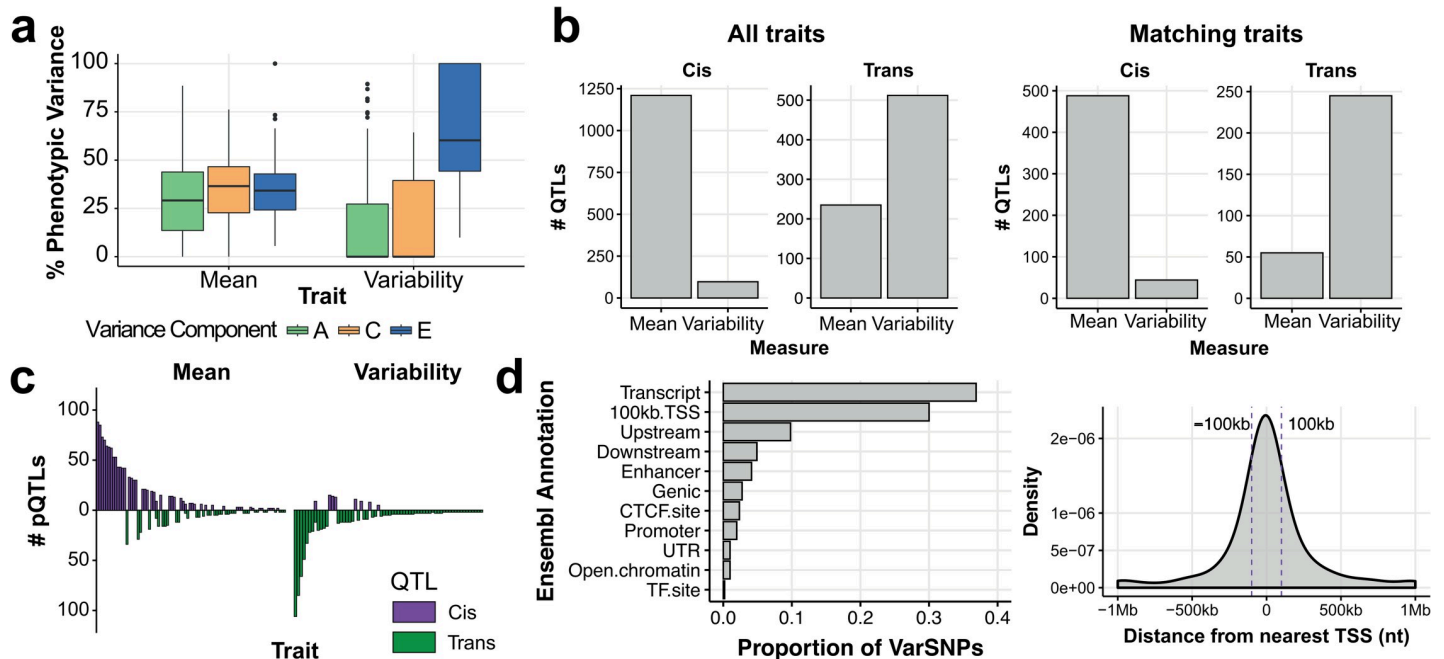 a
% Phenotypic Variance
100
75
50
25
0
Mean
Variability
Trait
Variance Component A C E
b
All traits
Matching traits
Cis
Trans
Cis
Trans
# QTLs
1250
1000
750
500
250
0
500
400
300
200
100
0
# QTLs
500
400
300
200
100
0
250
200
150
100
50
0
Mean Variability
Mean Variability
Mean Variability
Mean Variability
Measure
Measure
c
Mean
Variability
# pQTLs
100
50
0
50
100
Trait
QTL
Cis
Trans
d
Ensembl Annotation
Transcript
100kb.TSS
Upstream
Downstream
Enhancer
Genic
CTCF.site
Promoter
UTR
Open.chromatin
TF.site
0.0 0.1 0.2 0.3 0.4
Proportion of VarSNPs
Density
2e−06
1e−06
5e−07
0e+00
−100kb
100kb
−1Mb −500kb 0 500kb 1Mb
Distance from nearest TSS (nt)